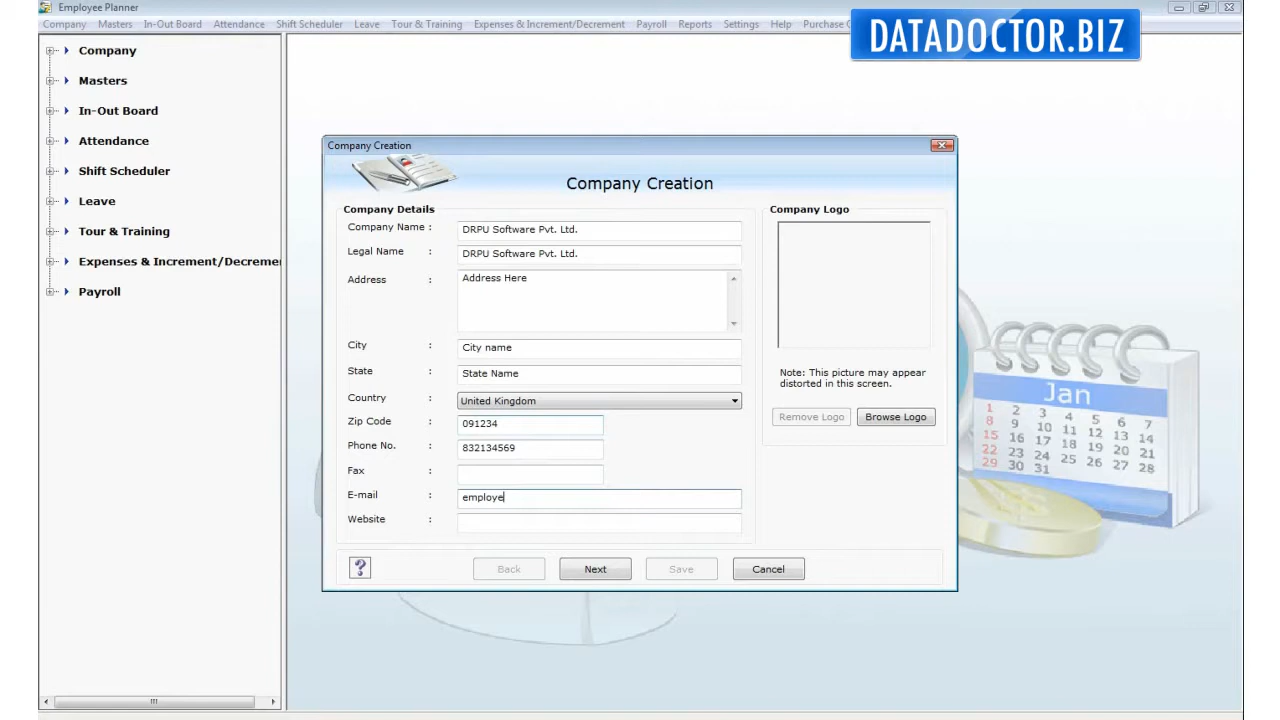 Employee Planner
Company Masters In-Out Board Attendance Shift Scheduler Leave Tour & Training Expenses & Increment/Decrement Payroll Reports Settings Help Purchase
DATADOCTOR.BIZ
Company
Masters
In-Out Board
Attendance
Shift Scheduler
Leave
Tour & Training
Expenses & Increment/Decreme
Payroll
Company Creation
Company Creation
Company Details
Company Name : DRPU Software Pvt. Ltd.
Legal Name : DRPU Software Pvt. Ltd.
Address : Address Here
City : City name
State : State Name
Country : United Kingdom
Zip Code : 091234
Phone No. : 832134569
Fax :
E-mail : employe
Website :
Company Logo
Note: This picture may appear
distorted in this screen.
Remove Logo Browse Logo
? Back Next Save Cancel
Jan
1 2 3 4 5 6 7
8 9 10 11 12 13 14
15 16 17 18 19 20 21
22 23 24 25 26 27 28
29 30 31